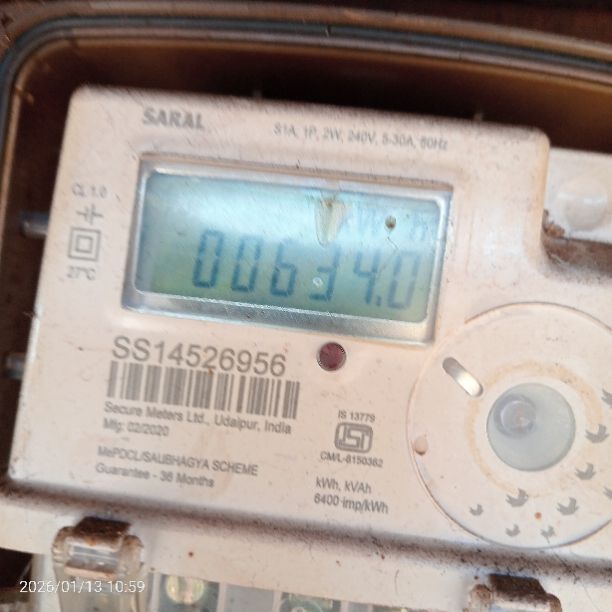 SARAL
S1A, 1P, 2W, 240V, 5-30A, 50Hz
CL 1.0
27°C
kWh
00634.0
SS14526956
Secure Meters Ltd., Udaipur, India
Mfg: 02/2020
MePDCL/SAUBHAGYA SCHEME
Guarantee - 36 Months
IS 13779
ISI
CM/L-8150362
kWh, kVAh
6400 imp/kWh
2026/01/13 10:59